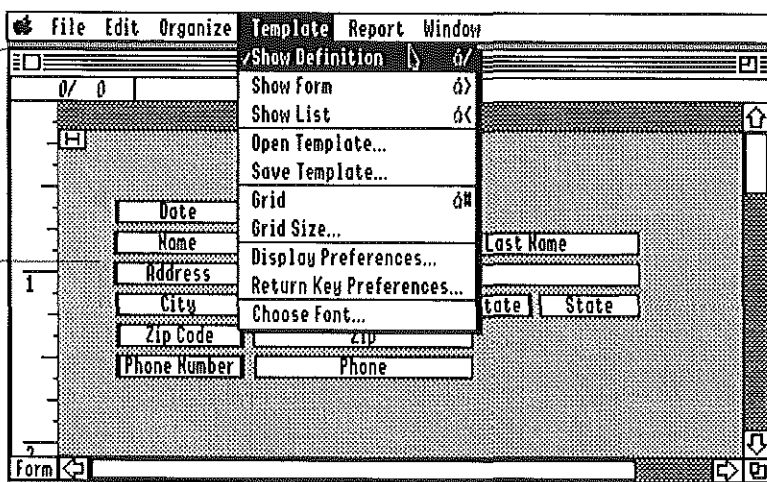 File Edit Organize Template Report Window
✓Show Definition ⌘/
0/ 0
Show Form ⌘>
Show List ⌘<
Open Template...
Save Template...
Grid ⌘#
Date
Grid Size...
Name Last Name
Display Preferences...
Address
1
Return Key Preferences...
City State
Choose Font...
Zip Code Zip
Phone Number Phone
2
Form